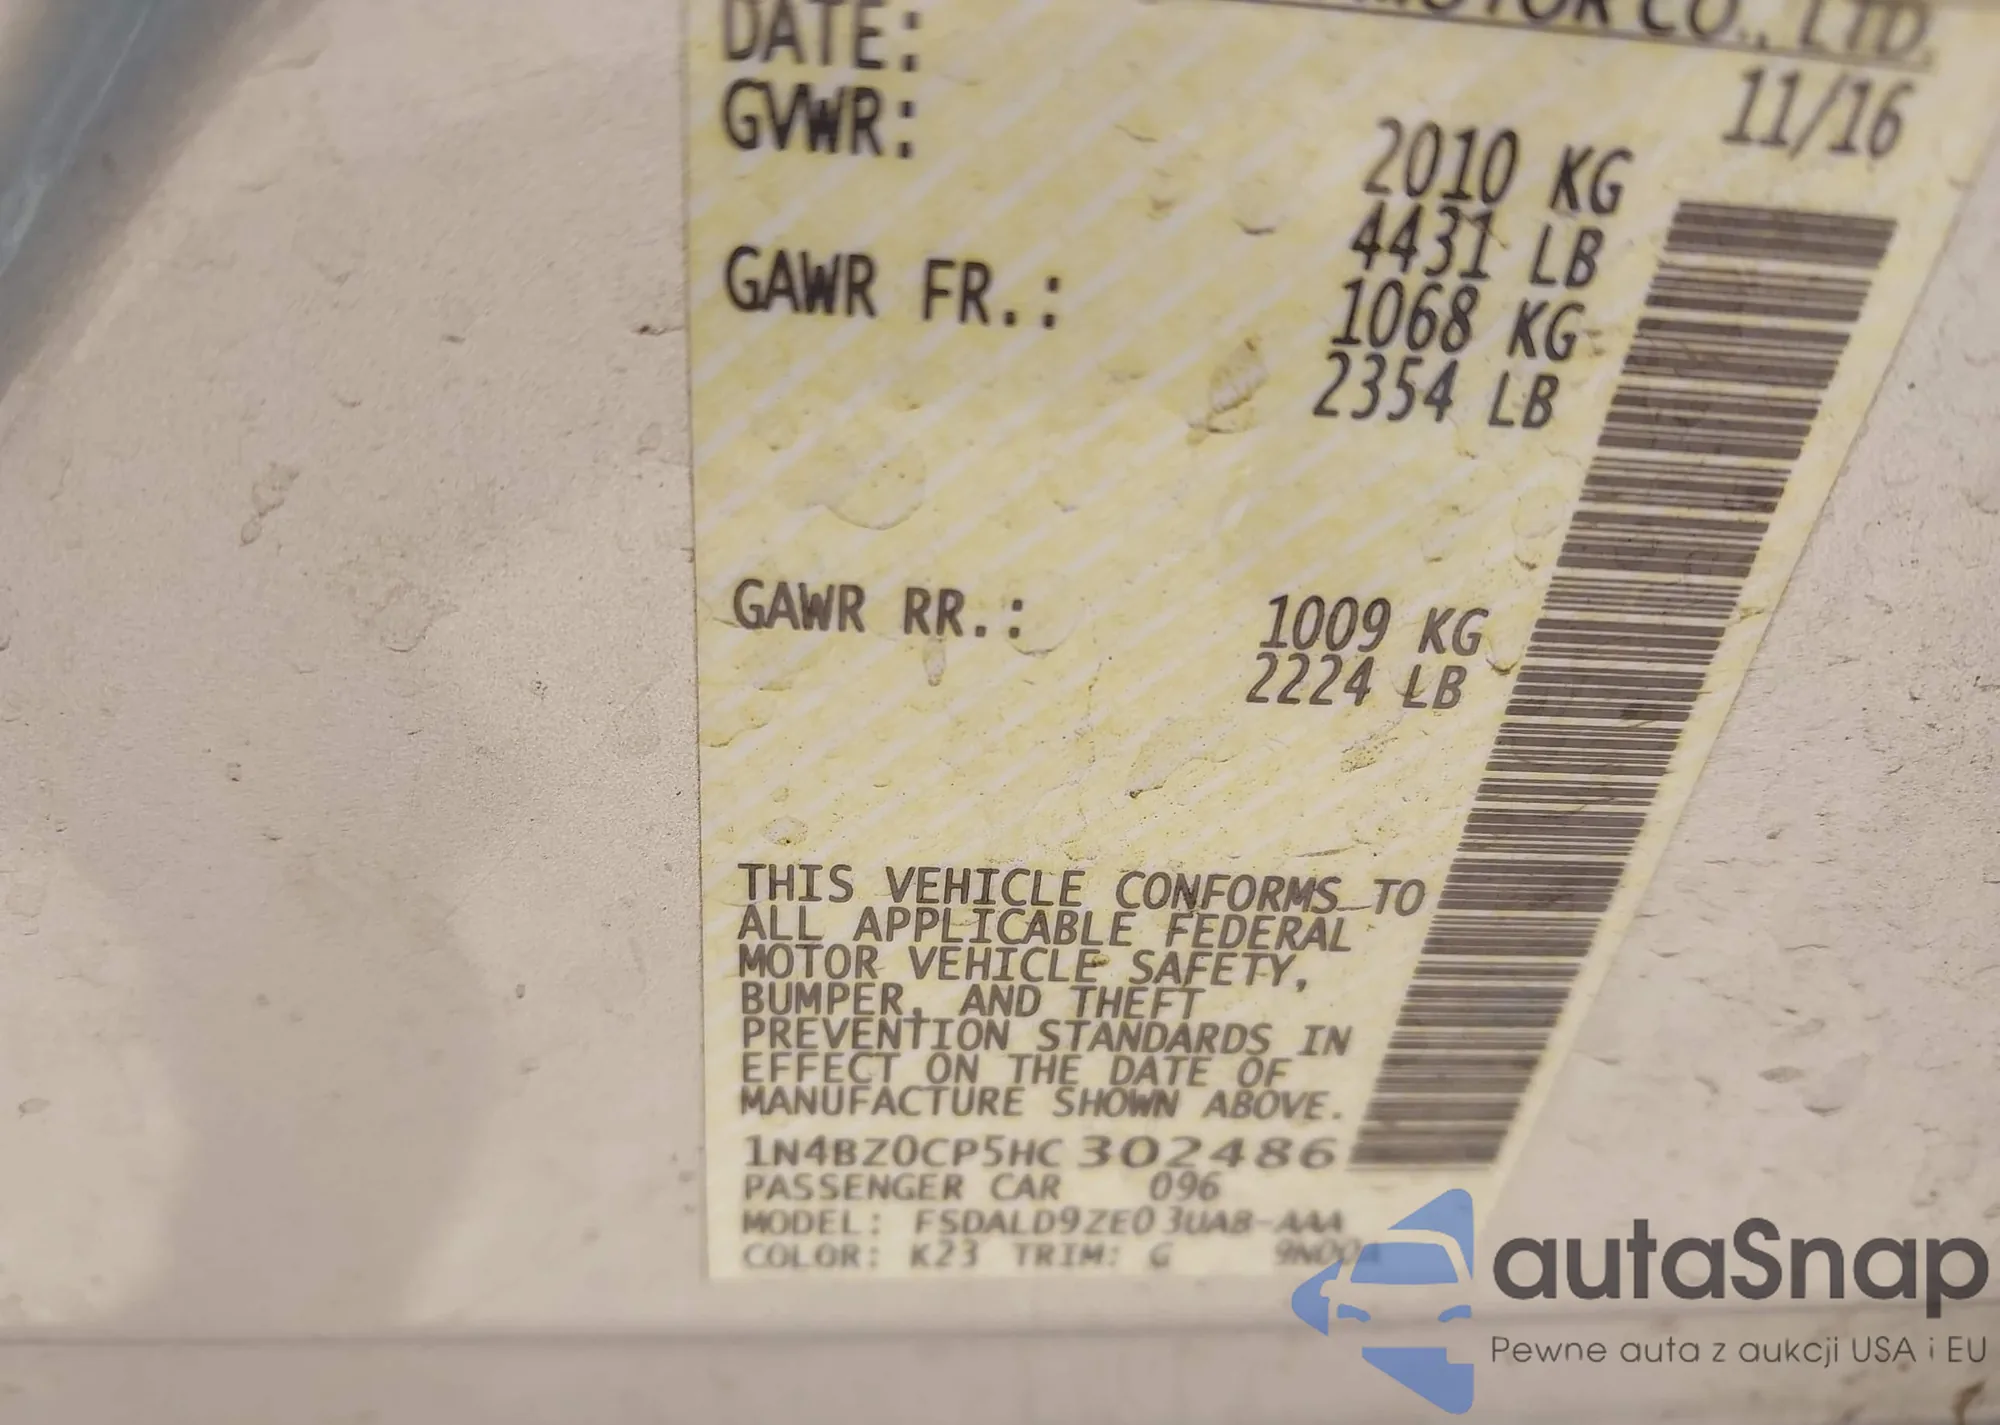 MOTOR CO., LTD.
DATE: 11/16
GVWR: 2010 KG
4431 LB
GAWR FR.: 1068 KG
2354 LB
GAWR RR.: 1009 KG
2224 LB
THIS VEHICLE CONFORMS TO
ALL APPLICABLE FEDERAL
MOTOR VEHICLE SAFETY,
BUMPER, AND THEFT
PREVENTION STANDARDS IN
EFFECT ON THE DATE OF
MANUFACTURE SHOWN ABOVE.
1N4BZ0CP5HC302486
PASSENGER CAR 096
MODEL: FSDALD9ZE03UAB-AAA
COLOR: K23 TRIM: G
autaSnap
Pewne auta z aukcji USA i EU